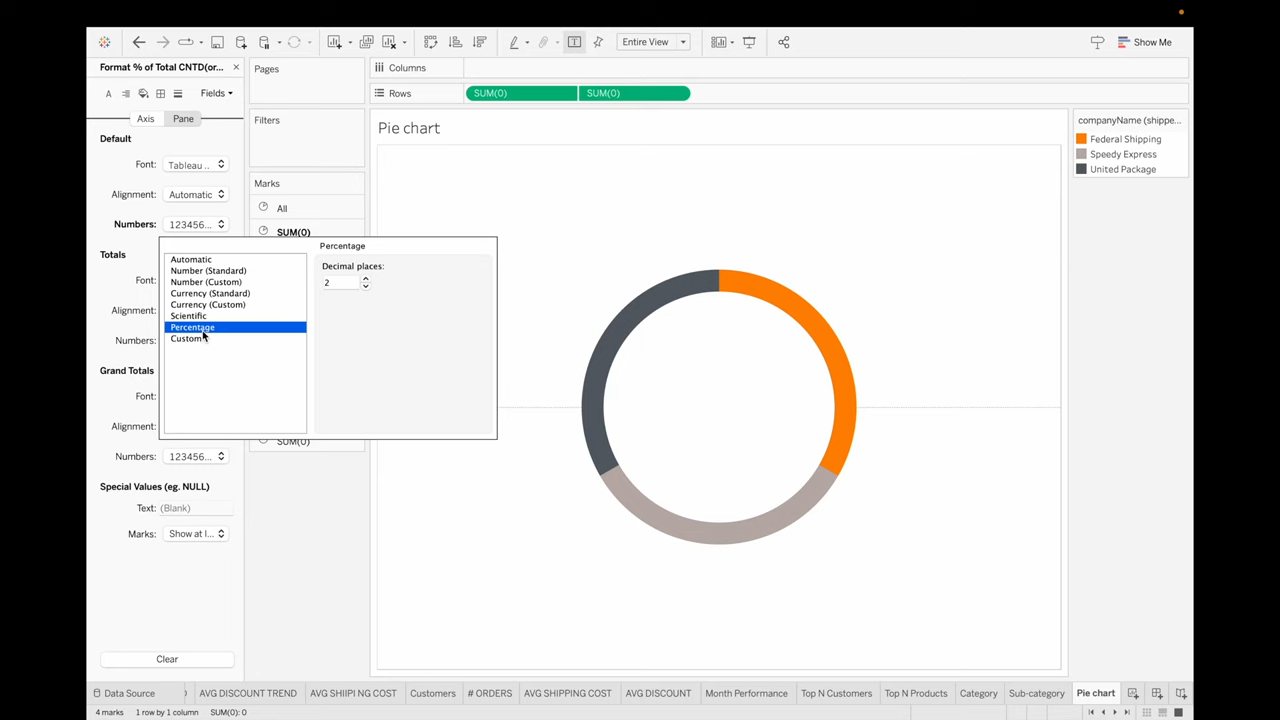 Entire View
Show Me
Format % of Total CNTD(or...
Fields
Axis
Pane
Default
Font: Tableau ..
Alignment: Automatic
Numbers: 123456...
Totals
Font:
Alignment:
Numbers:
Grand Totals
Font:
Alignment:
Numbers: 123456...
Special Values (eg. NULL)
Text: (Blank)
Marks: Show at l...
Clear
Pages
Filters
Marks
All
SUM(0)
SUM(0)
Percentage
Automatic
Number (Standard)
Number (Custom)
Currency (Standard)
Currency (Custom)
Scientific
Percentage
Custom
Decimal places:
2
Columns
Rows
SUM(0)
SUM(0)
Pie chart
companyName (shippe...
Federal Shipping
Speedy Express
United Package
Data Source
AVG DISCOUNT TREND
AVG SHIIPING COST
Customers
# ORDERS
AVG SHIPPING COST
AVG DISCOUNT
Month Performance
Top N Customers
Top N Products
Category
Sub-category
Pie chart
4 marks
1 row by 1 column
SUM(0): 0